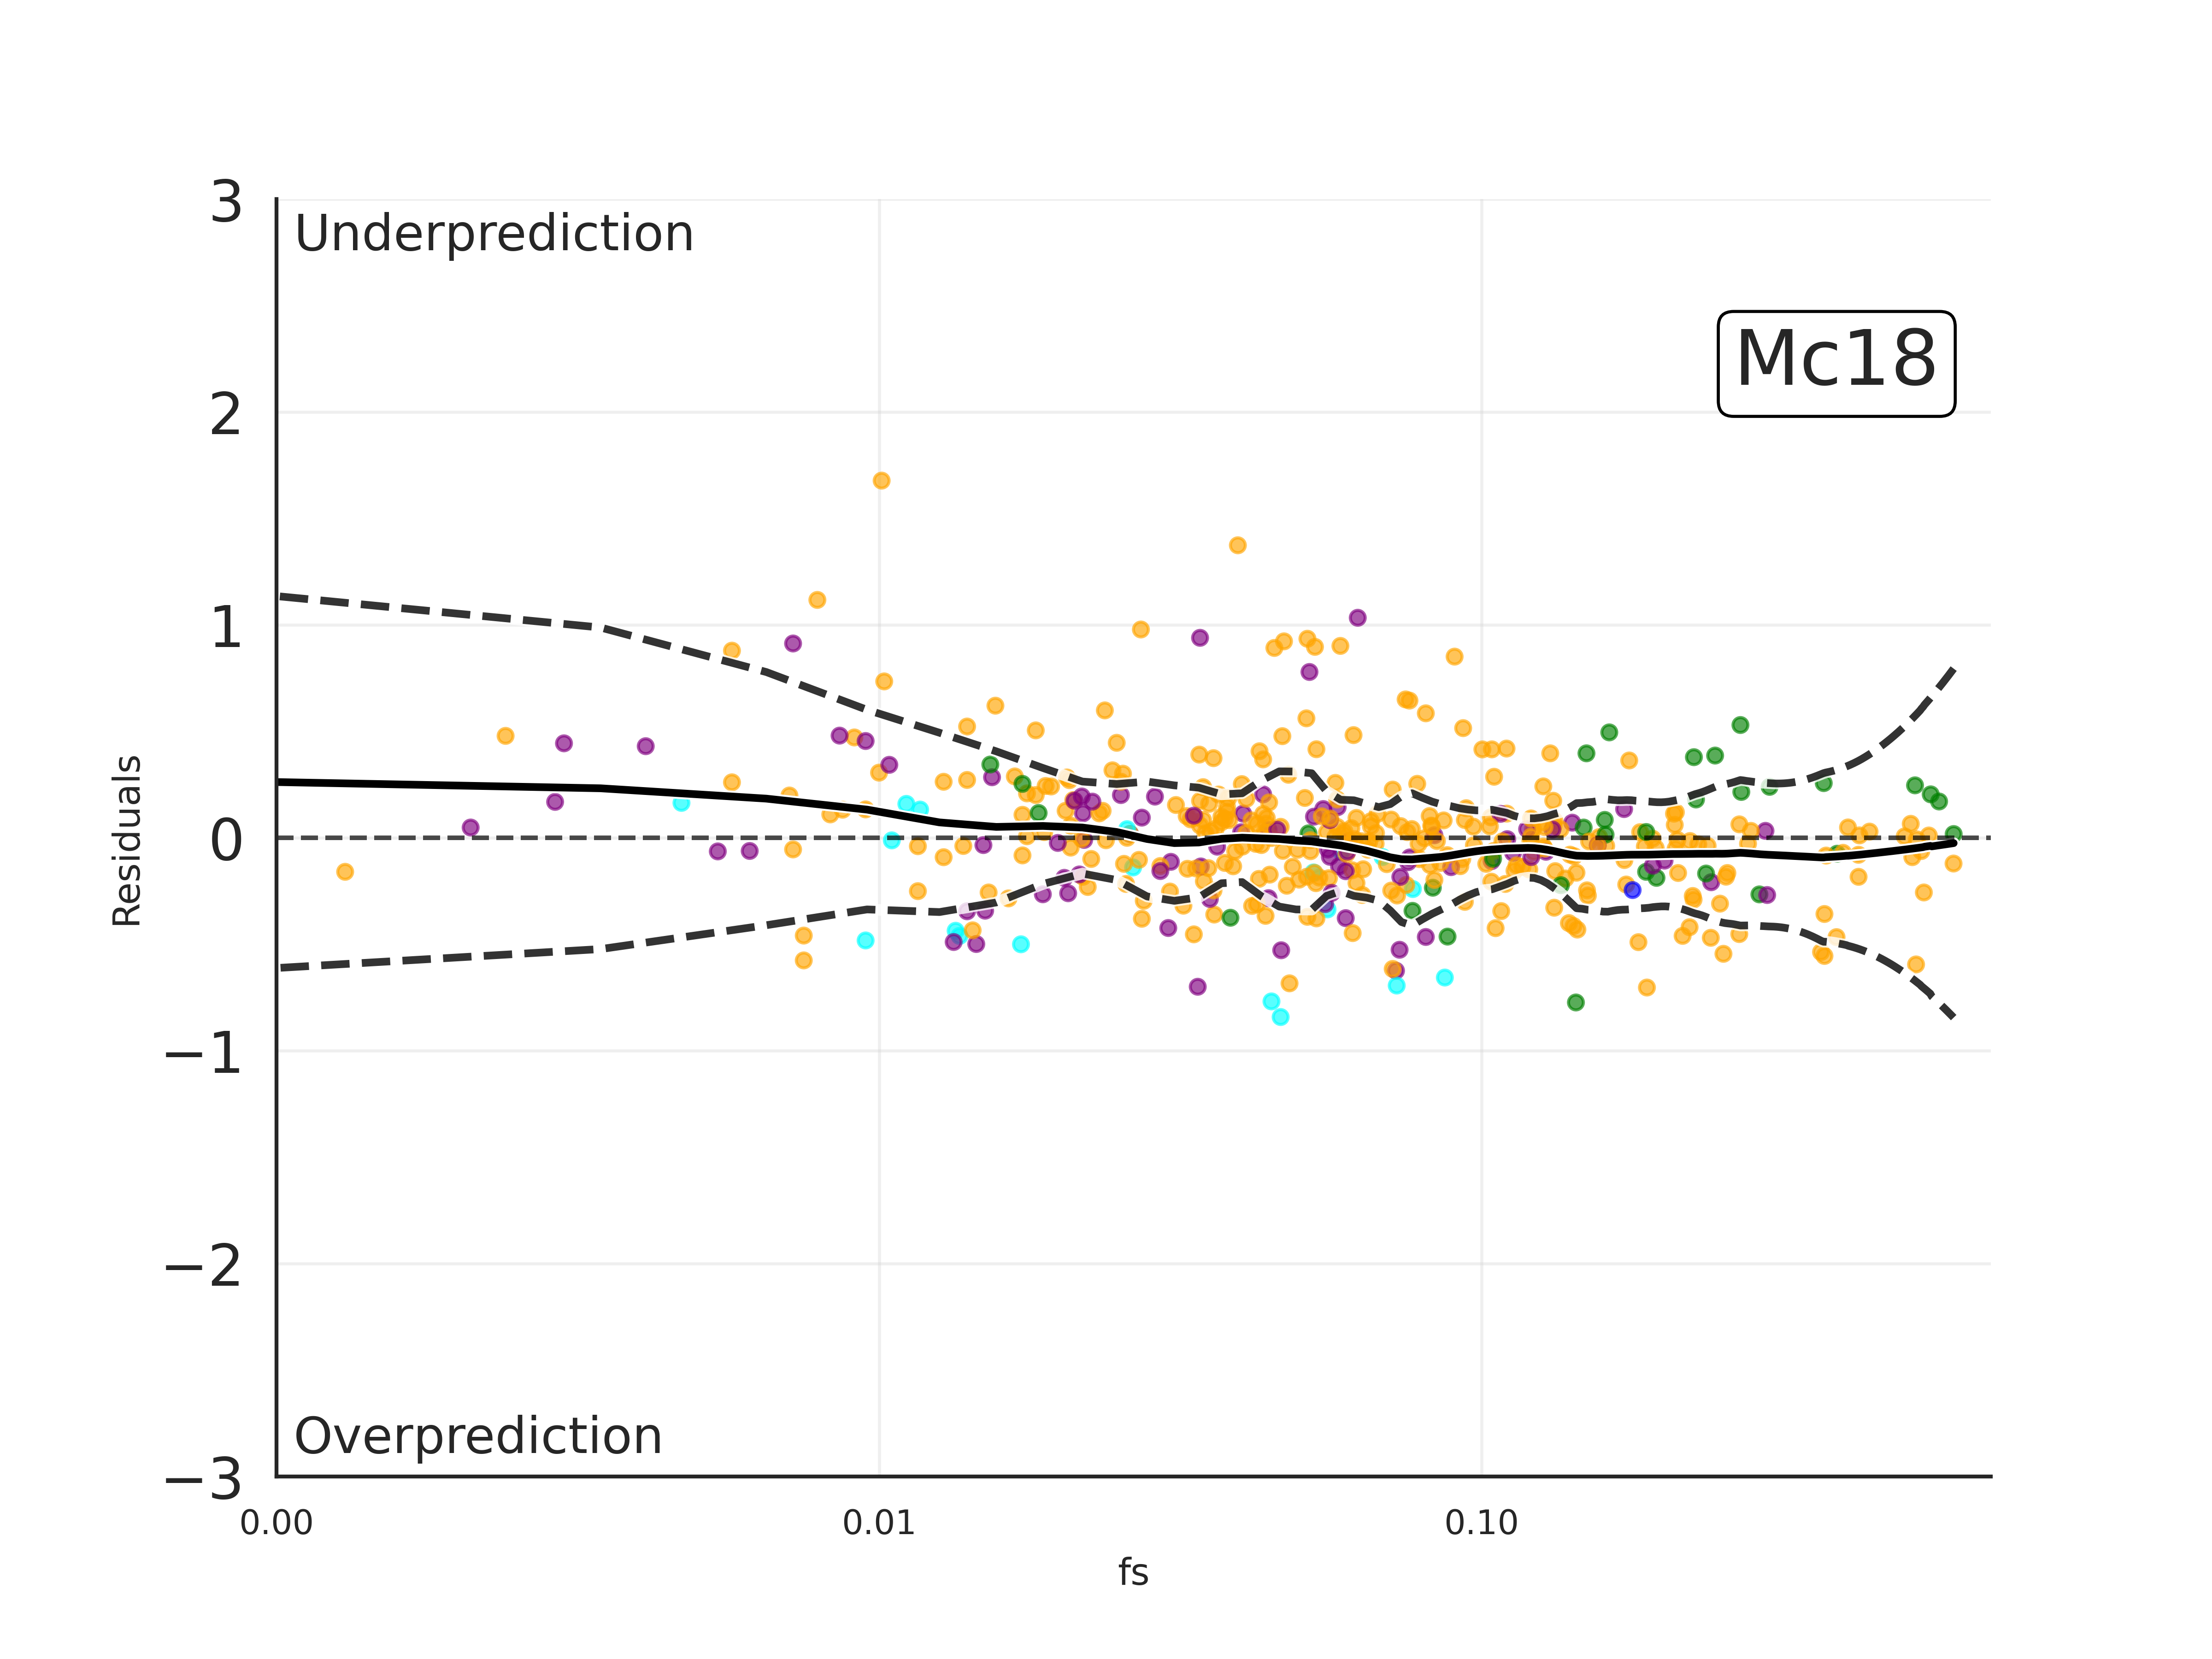 3
Underprediction
Mc18
2
1
0
−1
−2
Overprediction
−3
Residuals
0.00
0.01
0.10
fs